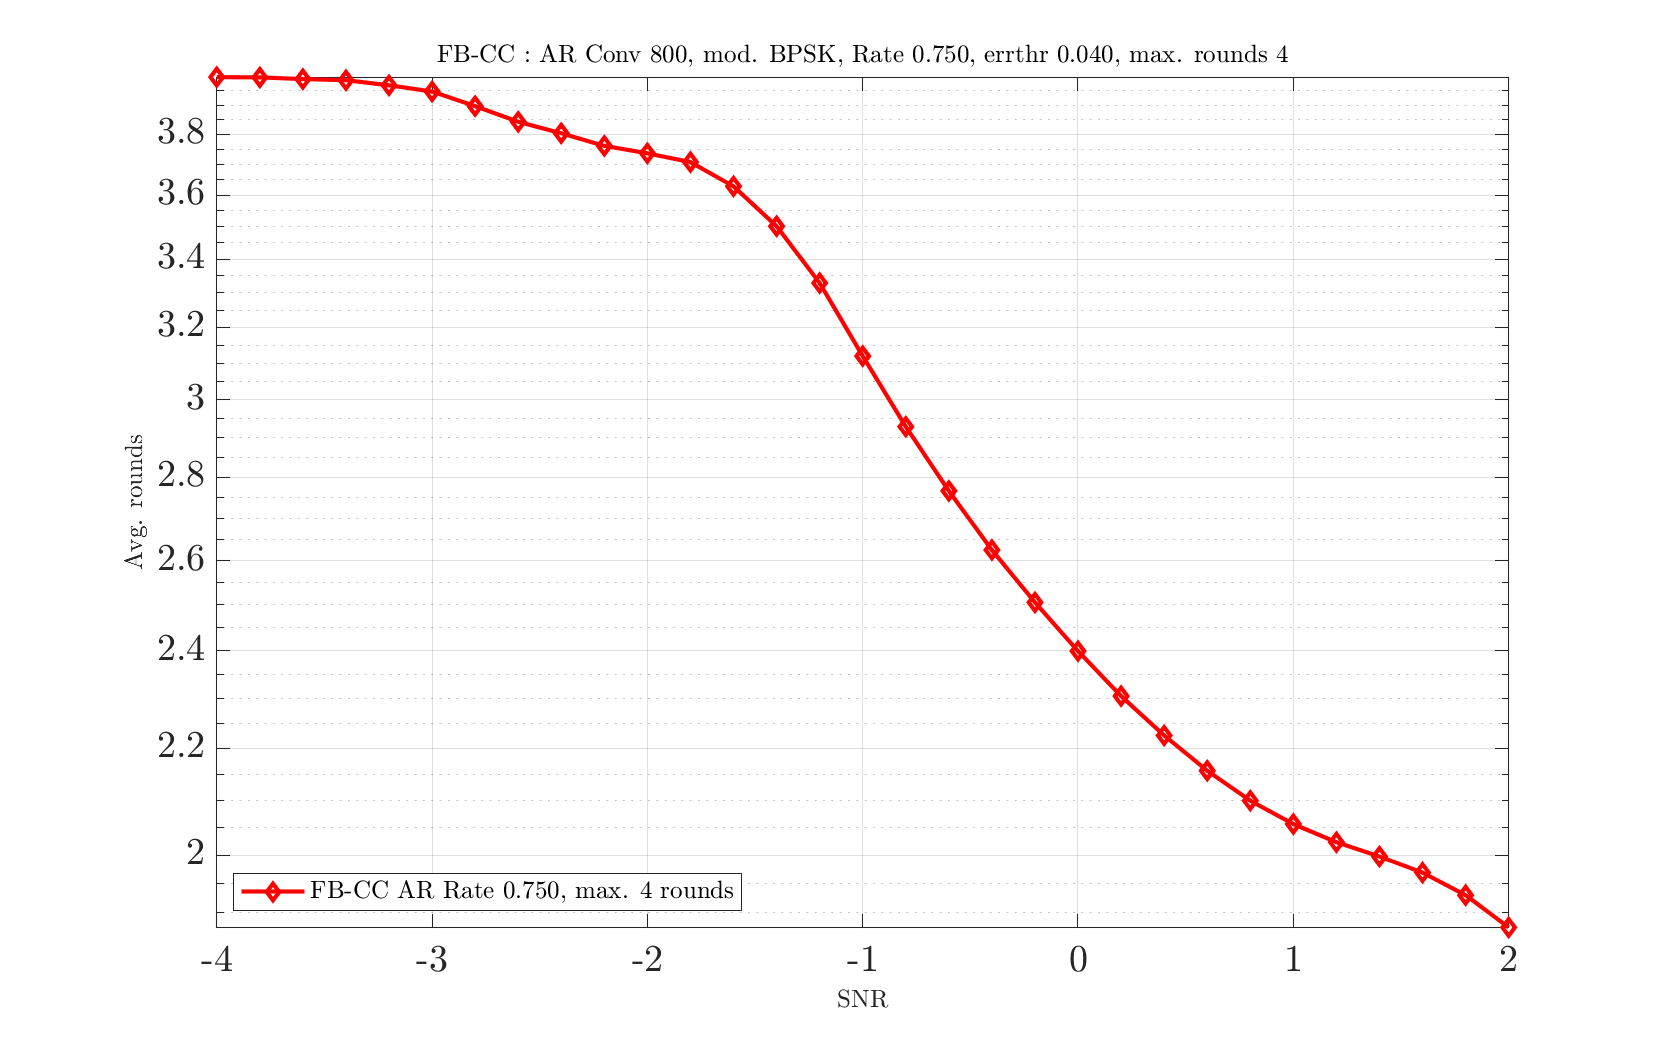 FB-CC : AR Conv 800, mod. BPSK, Rate 0.750, errthr 0.040, max. rounds 4
3.8
3.6
3.4
3.2
3
2.8
2.6
2.4
2.2
2
Avg. rounds
FB-CC AR Rate 0.750, max. 4 rounds
-4 -3 -2 -1 0 1 2
SNR